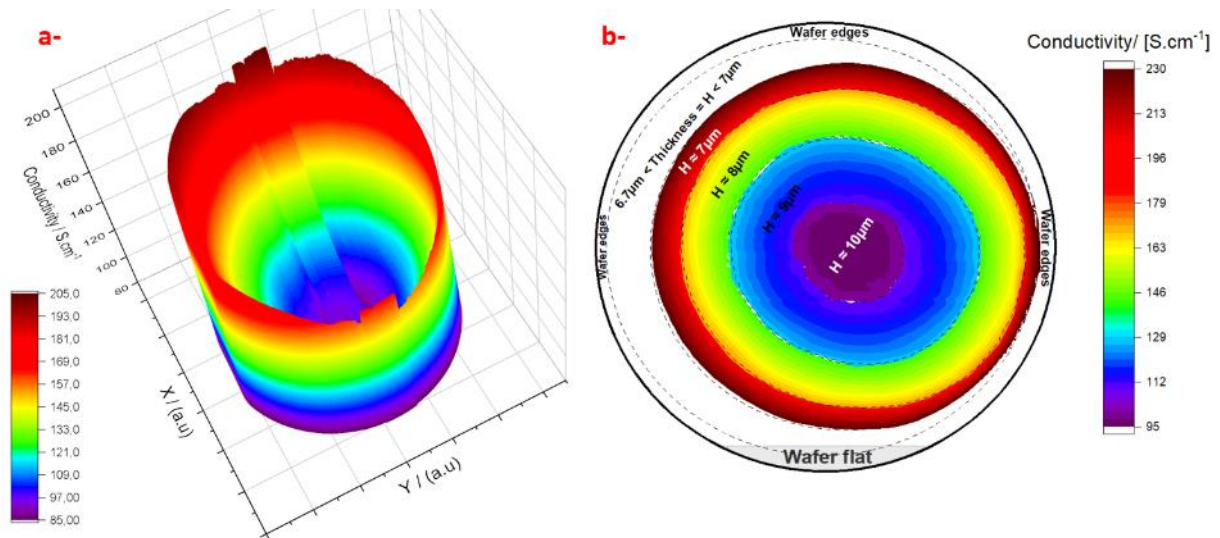 a-
200
180
160
140
120
100
80
Conductivity / S.cm⁻¹
X / (a.u)
Y / (a.u)
205,0
193,0
181,0
169,0
157,0
145,0
133,0
121,0
109,0
97,00
85,00
b-
Wafer edges
6.7µm < Thickness = H < 7µm
H ≈ 7µm
H ≈ 8µm
H ≈ 9µm
H ≈ 10µm
Wafer edges
Wafer edges
Wafer flat
Conductivity/ [S.cm⁻¹]
230
213
196
180
163
146
129
112
95